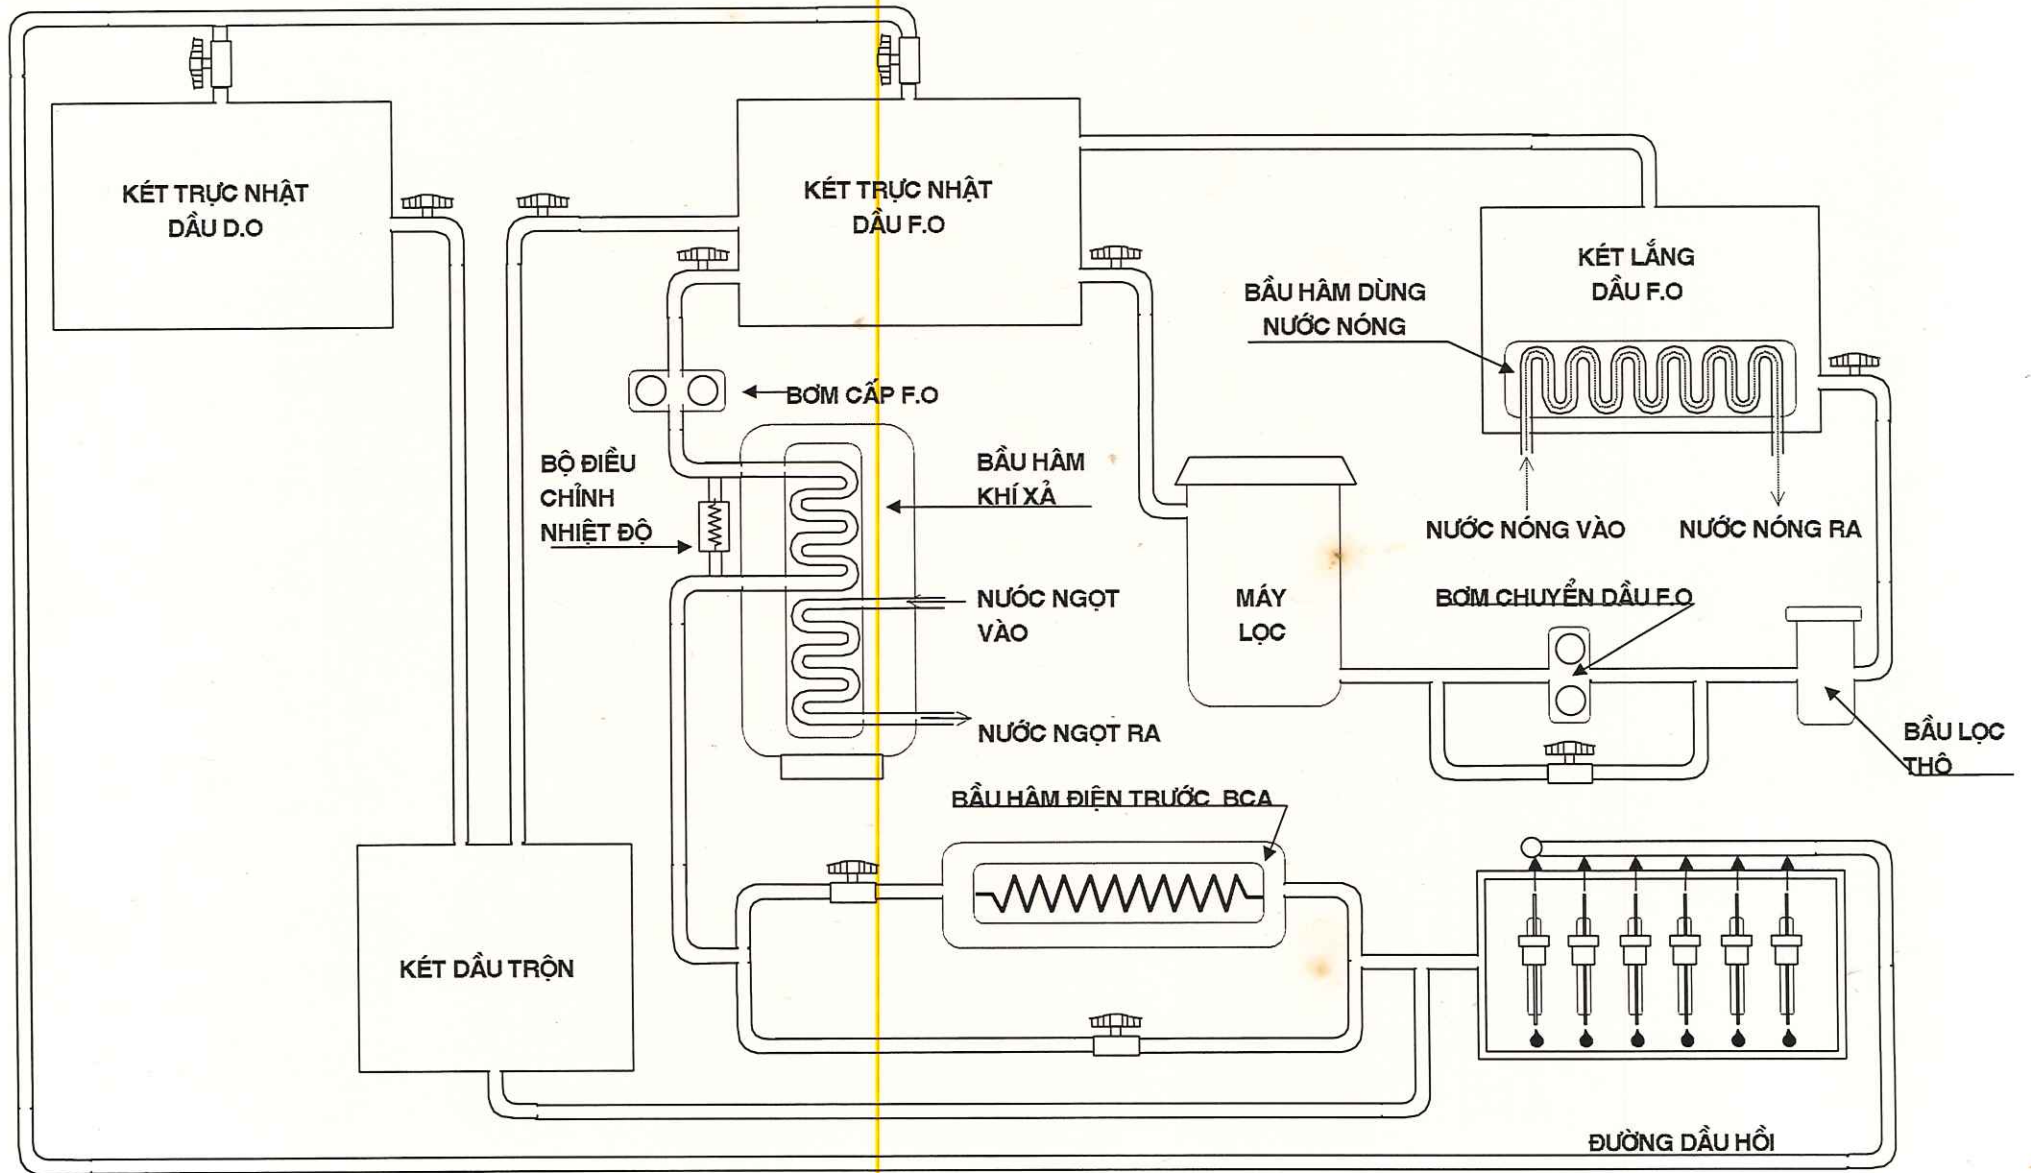 KÉT TRỰC NHẬT
DẦU D.O
KÉT TRỰC NHẬT
DẦU F.O
KÉT LẮNG
DẦU F.O
BẦU HÂM DÙNG
NƯỚC NÓNG
BƠM CẤP F.O
BỘ ĐIỀU
CHỈNH
NHIỆT ĐỘ
BẦU HÂM
KHÍ XẢ
NƯỚC NÓNG VÀO
NƯỚC NÓNG RA
NƯÓC NGỌT
VÀO
MÁY
LỌC
BƠM CHUYỂN DẦU F.O
NƯỚC NGỌT RA
BẦU LỌC
THÔ
BẦU HÂM ĐIỆN TRƯỚC BCA
KÉT DẦU TRỘN
ĐƯỜNG DẦU HỒI